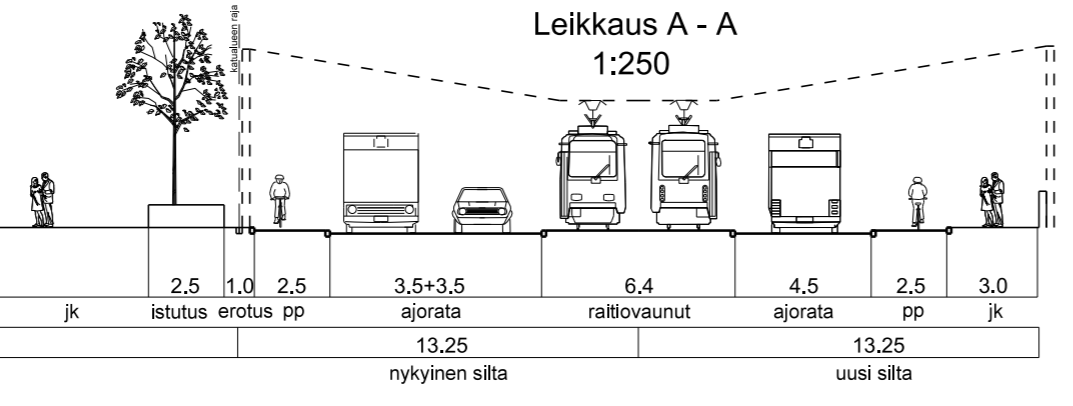 Leikkaus A - A
1:250
katualueen raja
2.5 1.0 2.5 3.5+3.5 6.4 4.5 2.5 3.0
jk istutus erotus pp ajorata raitiovaunut ajorata pp jk
13.25 13.25
nykyinen silta uusi silta